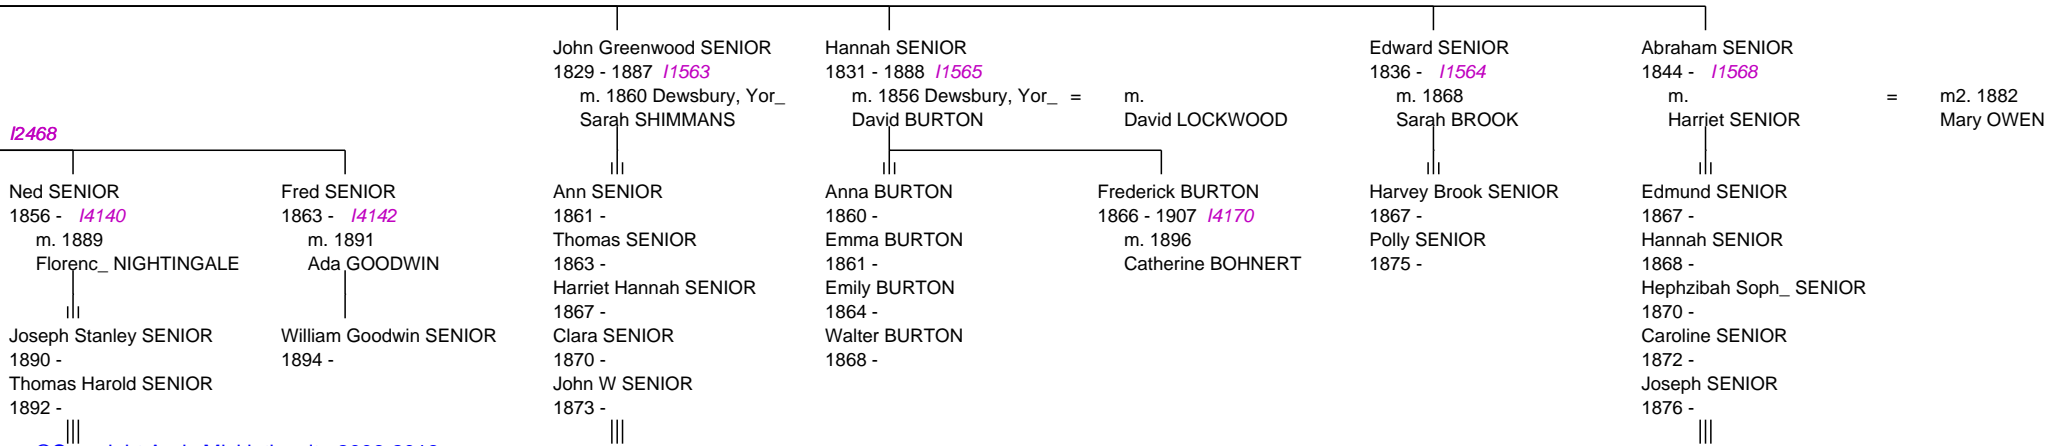 John Greenwood SENIOR
1829 - 1887 I1563
m. 1860 Dewsbury, Yor_
Sarah SHIMMANS
Hannah SENIOR
1831 - 1888 I1565
m. 1856 Dewsbury, Yor_ = m.
David BURTON David LOCKWOOD
Edward SENIOR
1836 - I1564
m. 1868
Sarah BROOK
Abraham SENIOR
1844 - I1568
m. = m2. 1882
Harriet SENIOR Mary OWEN
I2468
Ned SENIOR
1856 - I4140
m. 1889
Florenc_ NIGHTINGALE
Joseph Stanley SENIOR
1890 -
Thomas Harold SENIOR
1892 -
Fred SENIOR
1863 - I4142
m. 1891
Ada GOODWIN
William Goodwin SENIOR
1894 -
Ann SENIOR
1861 -
Thomas SENIOR
1863 -
Harriet Hannah SENIOR
1867 -
Clara SENIOR
1870 -
John W SENIOR
1873 -
Anna BURTON
1860 -
Emma BURTON
1861 -
Emily BURTON
1864 -
Walter BURTON
1868 -
Frederick BURTON
1866 - 1907 I4170
m. 1896
Catherine BOHNERT
Harvey Brook SENIOR
1867 -
Polly SENIOR
1875 -
Edmund SENIOR
1867 -
Hannah SENIOR
1868 -
Hephzibah Soph_ SENIOR
1870 -
Caroline SENIOR
1872 -
Joseph SENIOR
1876 -